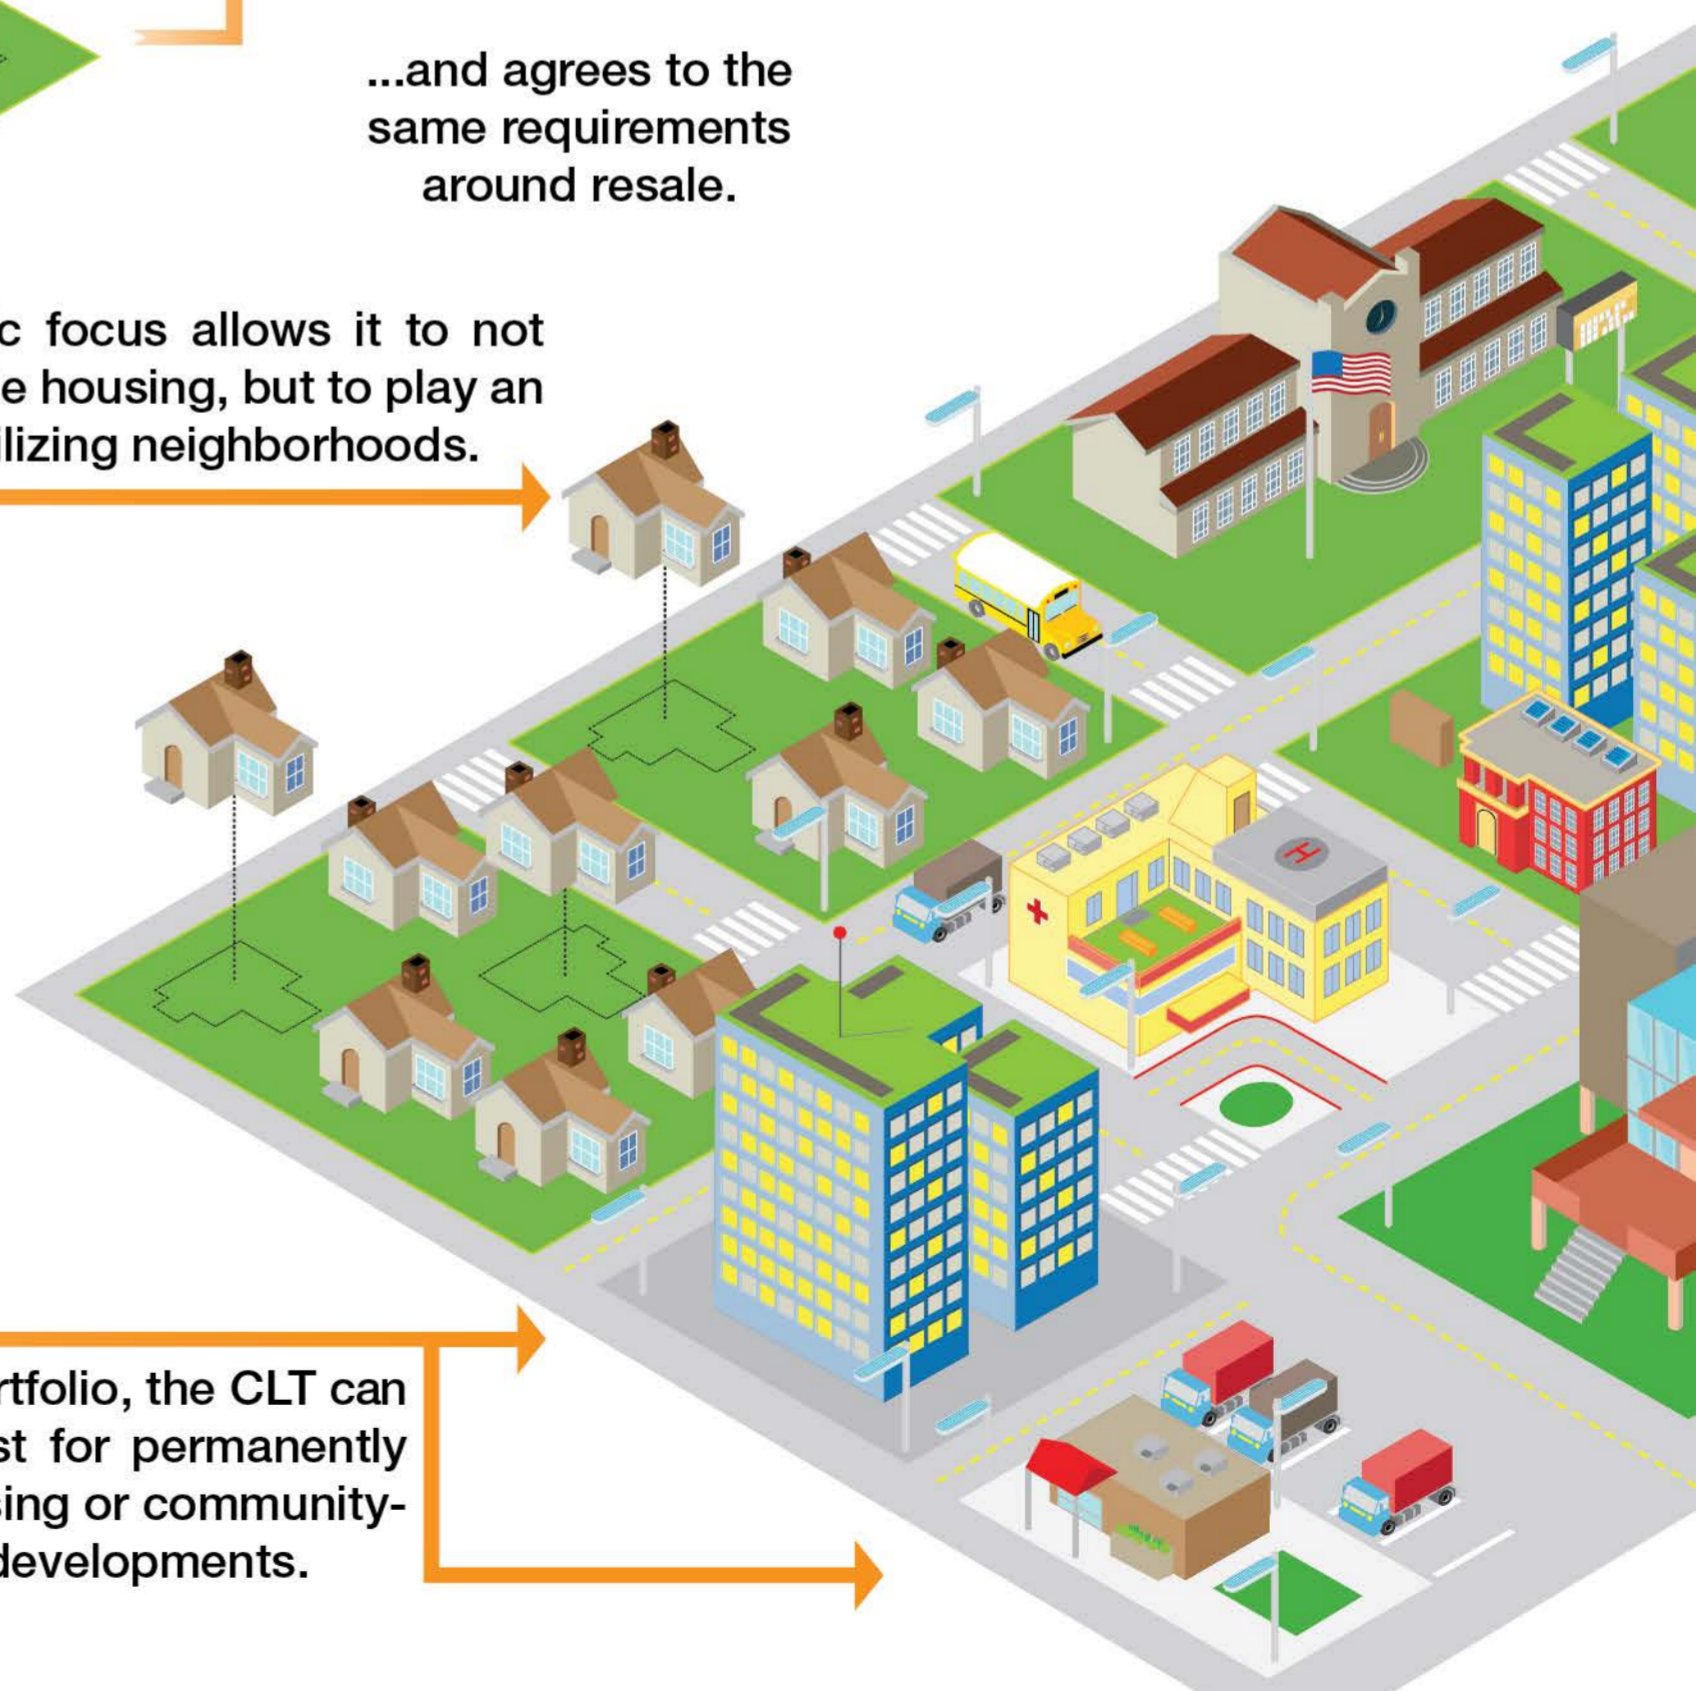 ...and agrees to the
same requirements
around resale.
c focus allows it to not
e housing, but to play an
ilizing neighborhoods.
rtfolio, the CLT can
st for permanently
sing or community-
developments.
H